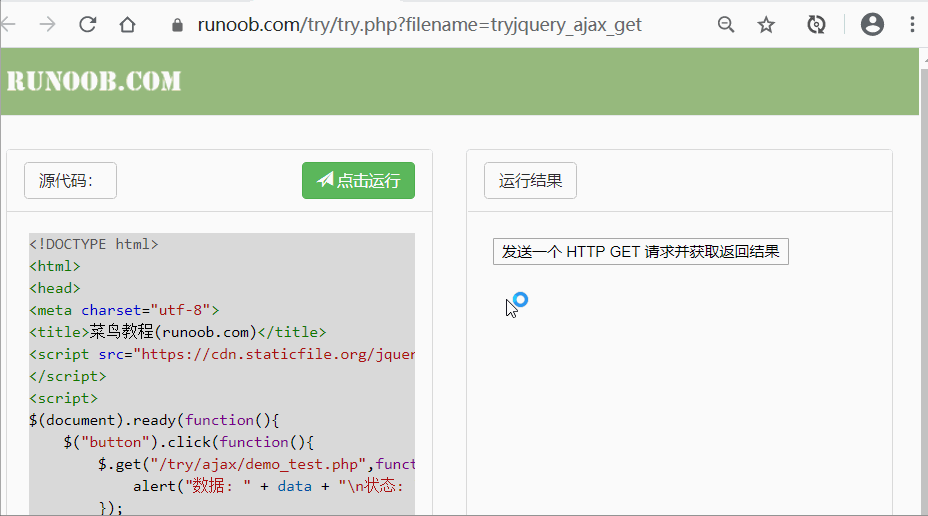 runoob.com/try/try.php?filename=tryjquery_ajax_get
RUNOOB.COM
源代码：
点击运行
运行结果
<!DOCTYPE html>
<html>
<head>
<meta charset="utf-8">
<title>菜鸟教程(runoob.com)</title>
<script src="https://cdn.staticfile.org/jquer
</script>
<script>
$(document).ready(function(){
$("button").click(function(){
$.get("/try/ajax/demo_test.php",funct
alert("数据: " + data + "\n状态:
});
发送一个 HTTP GET 请求并获取返回结果